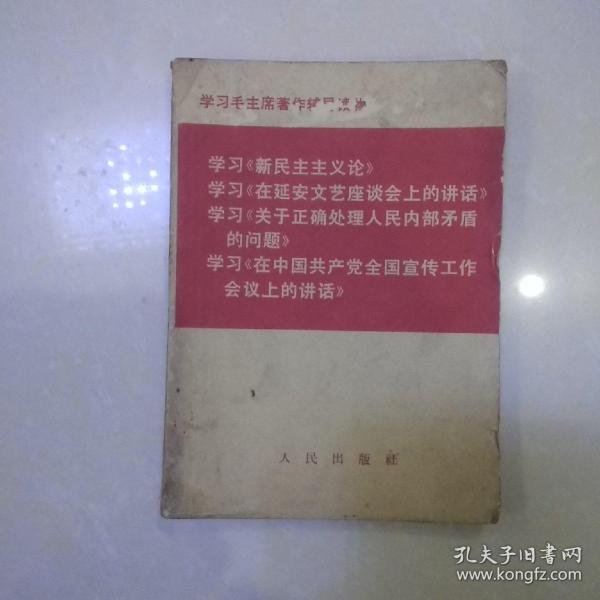 学习毛主席著作辅导读物
学习《新民主主义论》
学习《在延安文艺座谈会上的讲话》
学习《关于正确处理人民内部矛盾
的问题》
学习《在中国共产党全国宣传工作
会议上的讲话》
人民出版社
孔夫子旧书网
www.kongfz.com